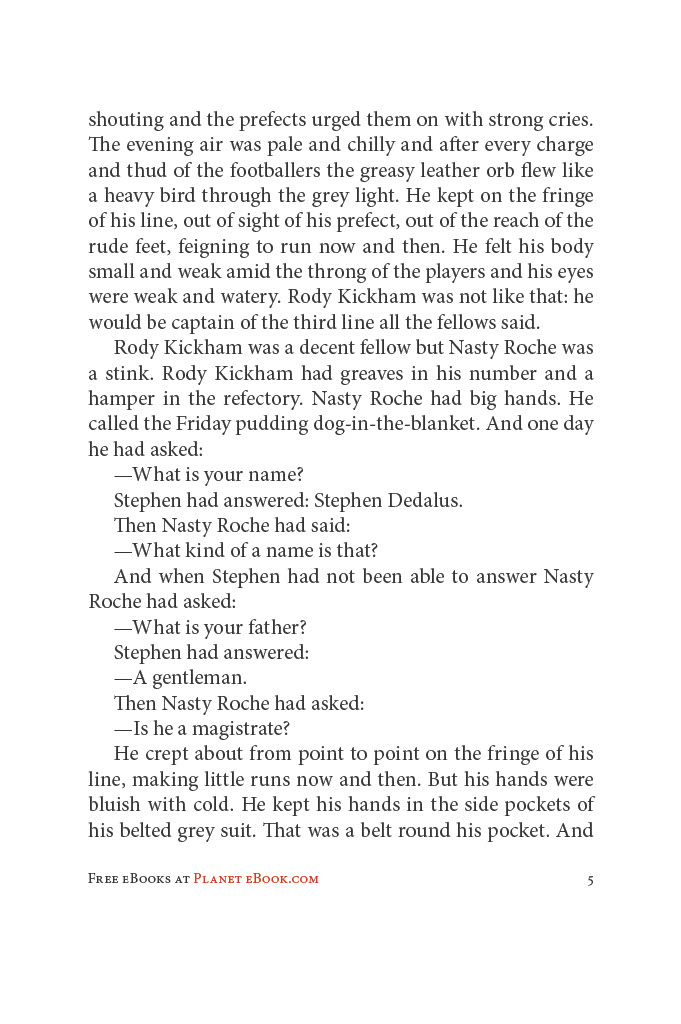 shouting and the prefects urged them on with strong cries.
The evening air was pale and chilly and after every charge
and thud of the footballers the greasy leather orb flew like
a heavy bird through the grey light. He kept on the fringe
of his line, out of sight of his prefect, out of the reach of the
rude feet, feigning to run now and then. He felt his body
small and weak amid the throng of the players and his eyes
were weak and watery. Rody Kickham was not like that: he
would be captain of the third line all the fellows said.
Rody Kickham was a decent fellow but Nasty Roche was
a stink. Rody Kickham had greaves in his number and a
hamper in the refectory. Nasty Roche had big hands. He
called the Friday pudding dog-in-the-blanket. And one day
he had asked:
—What is your name?
Stephen had answered: Stephen Dedalus.
Then Nasty Roche had said:
—What kind of a name is that?
And when Stephen had not been able to answer Nasty
Roche had asked:
—What is your father?
Stephen had answered:
—A gentleman.
Then Nasty Roche had asked:
—Is he a magistrate?
He crept about from point to point on the fringe of his
line, making little runs now and then. But his hands were
bluish with cold. He kept his hands in the side pockets of
his belted grey suit. That was a belt round his pocket. And
Free eBooks at Planet eBook.com 5